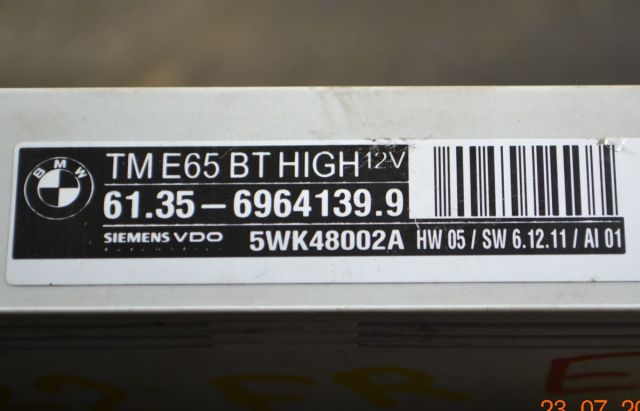 BMW
TM E65 BT HIGH 12V
61.35 – 6964139.9
SIEMENS VDO 5WK48002A HW 05 / SW 6.12.11 / AI 01
ER E
23 07 20